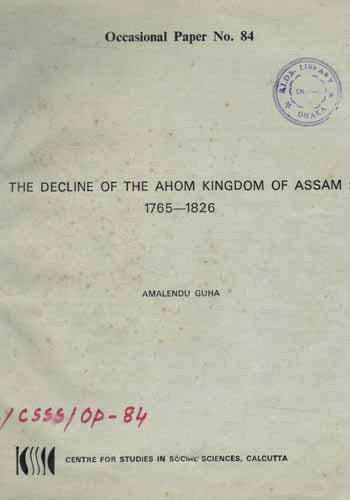 Occasional Paper No. 84
B.I.D.S. LIBRARY
DHAKA
THE DECLINE OF THE AHOM KINGDOM OF ASSAM :
1765—1826
AMALENDU GUHA
/CSSS/OP-84
CENTRE FOR STUDIES IN SOCIAL SCIENCES, CALCUTTA